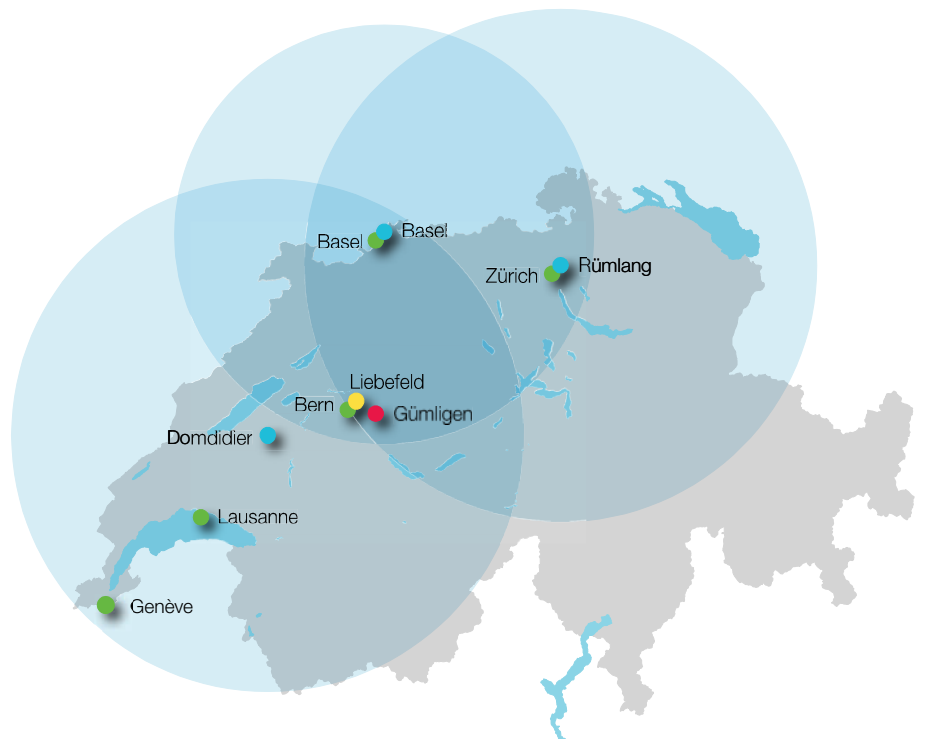 Basel
Basel
Rümlang
Zürich
Liebefeld
Bern
Gümligen
Domdidier
Lausanne
Genève